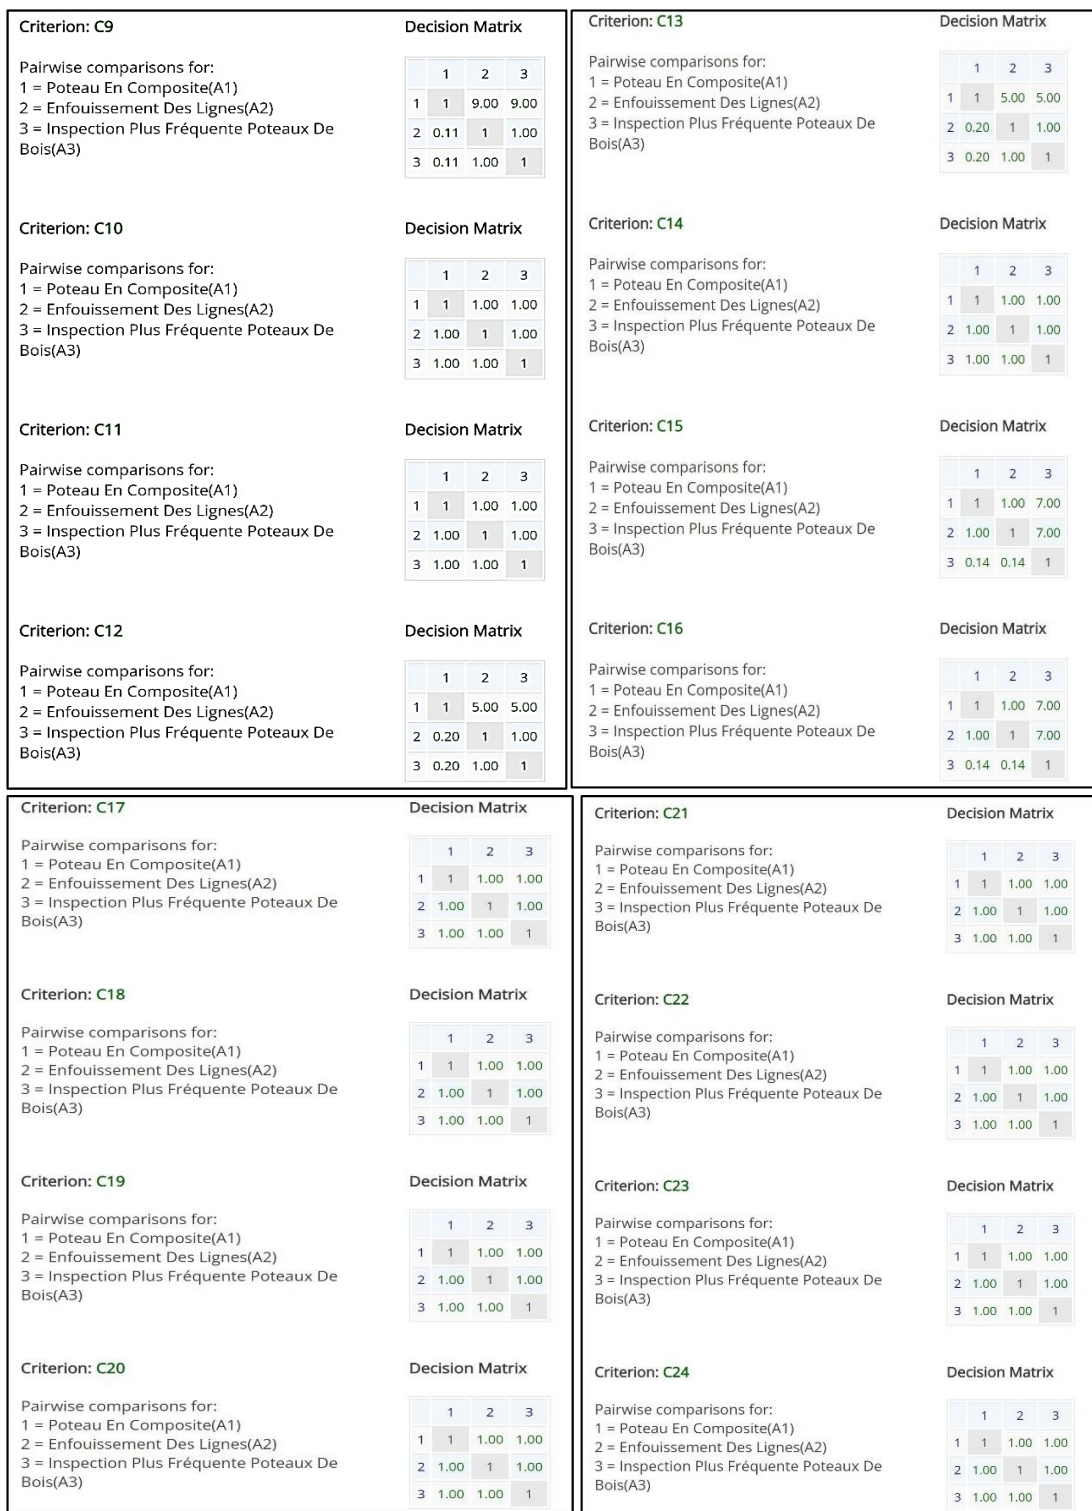 Criterion: C9
Decision Matrix
Pairwise comparisons for:
1 = Poteau En Composite(A1)
2 = Enfouissement Des Lignes(A2)
3 = Inspection Plus Fréquente Poteaux De
Bois(A3)
1 2 3
1 1 9.00 9.00
2 0.11 1 1.00
3 0.11 1.00 1
Criterion: C10
Decision Matrix
Pairwise comparisons for:
1 = Poteau En Composite(A1)
2 = Enfouissement Des Lignes(A2)
3 = Inspection Plus Fréquente Poteaux De
Bois(A3)
1 2 3
1 1 1.00 1.00
2 1.00 1 1.00
3 1.00 1.00 1
Criterion: C11
Decision Matrix
Pairwise comparisons for:
1 = Poteau En Composite(A1)
2 = Enfouissement Des Lignes(A2)
3 = Inspection Plus Fréquente Poteaux De
Bois(A3)
1 2 3
1 1 1.00 1.00
2 1.00 1 1.00
3 1.00 1.00 1
Criterion: C12
Decision Matrix
Pairwise comparisons for:
1 = Poteau En Composite(A1)
2 = Enfouissement Des Lignes(A2)
3 = Inspection Plus Fréquente Poteaux De
Bois(A3)
1 2 3
1 1 5.00 5.00
2 0.20 1 1.00
3 0.20 1.00 1
Criterion: C13
Decision Matrix
Pairwise comparisons for:
1 = Poteau En Composite(A1)
2 = Enfouissement Des Lignes(A2)
3 = Inspection Plus Fréquente Poteaux De
Bois(A3)
1 2 3
1 1 5.00 5.00
2 0.20 1 1.00
3 0.20 1.00 1
Criterion: C14
Decision Matrix
Pairwise comparisons for:
1 = Poteau En Composite(A1)
2 = Enfouissement Des Lignes(A2)
3 = Inspection Plus Fréquente Poteaux De
Bois(A3)
1 2 3
1 1 1.00 1.00
2 1.00 1 1.00
3 1.00 1.00 1
Criterion: C15
Decision Matrix
Pairwise comparisons for:
1 = Poteau En Composite(A1)
2 = Enfouissement Des Lignes(A2)
3 = Inspection Plus Fréquente Poteaux De
Bois(A3)
1 2 3
1 1 1.00 7.00
2 1.00 1 7.00
3 0.14 0.14 1
Criterion: C16
Decision Matrix
Pairwise comparisons for:
1 = Poteau En Composite(A1)
2 = Enfouissement Des Lignes(A2)
3 = Inspection Plus Fréquente Poteaux De
Bois(A3)
1 2 3
1 1 1.00 7.00
2 1.00 1 7.00
3 0.14 0.14 1
Criterion: C17
Decision Matrix
Pairwise comparisons for:
1 = Poteau En Composite(A1)
2 = Enfouissement Des Lignes(A2)
3 = Inspection Plus Fréquente Poteaux De
Bois(A3)
1 2 3
1 1 1.00 1.00
2 1.00 1 1.00
3 1.00 1.00 1
Criterion: C18
Decision Matrix
Pairwise comparisons for:
1 = Poteau En Composite(A1)
2 = Enfouissement Des Lignes(A2)
3 = Inspection Plus Fréquente Poteaux De
Bois(A3)
1 2 3
1 1 1.00 1.00
2 1.00 1 1.00
3 1.00 1.00 1
Criterion: C19
Decision Matrix
Pairwise comparisons for:
1 = Poteau En Composite(A1)
2 = Enfouissement Des Lignes(A2)
3 = Inspection Plus Fréquente Poteaux De
Bois(A3)
1 2 3
1 1 1.00 1.00
2 1.00 1 1.00
3 1.00 1.00 1
Criterion: C20
Decision Matrix
Pairwise comparisons for:
1 = Poteau En Composite(A1)
2 = Enfouissement Des Lignes(A2)
3 = Inspection Plus Fréquente Poteaux De
Bois(A3)
1 2 3
1 1 1.00 1.00
2 1.00 1 1.00
3 1.00 1.00 1
Criterion: C21
Decision Matrix
Pairwise comparisons for:
1 = Poteau En Composite(A1)
2 = Enfouissement Des Lignes(A2)
3 = Inspection Plus Fréquente Poteaux De
Bois(A3)
1 2 3
1 1 1.00 1.00
2 1.00 1 1.00
3 1.00 1.00 1
Criterion: C22
Decision Matrix
Pairwise comparisons for:
1 = Poteau En Composite(A1)
2 = Enfouissement Des Lignes(A2)
3 = Inspection Plus Fréquente Poteaux De
Bois(A3)
1 2 3
1 1 1.00 1.00
2 1.00 1 1.00
3 1.00 1.00 1
Criterion: C23
Decision Matrix
Pairwise comparisons for:
1 = Poteau En Composite(A1)
2 = Enfouissement Des Lignes(A2)
3 = Inspection Plus Fréquente Poteaux De
Bois(A3)
1 2 3
1 1 1.00 1.00
2 1.00 1 1.00
3 1.00 1.00 1
Criterion: C24
Decision Matrix
Pairwise comparisons for:
1 = Poteau En Composite(A1)
2 = Enfouissement Des Lignes(A2)
3 = Inspection Plus Fréquente Poteaux De
Bois(A3)
1 2 3
1 1 1.00 1.00
2 1.00 1 1.00
3 1.00 1.00 1